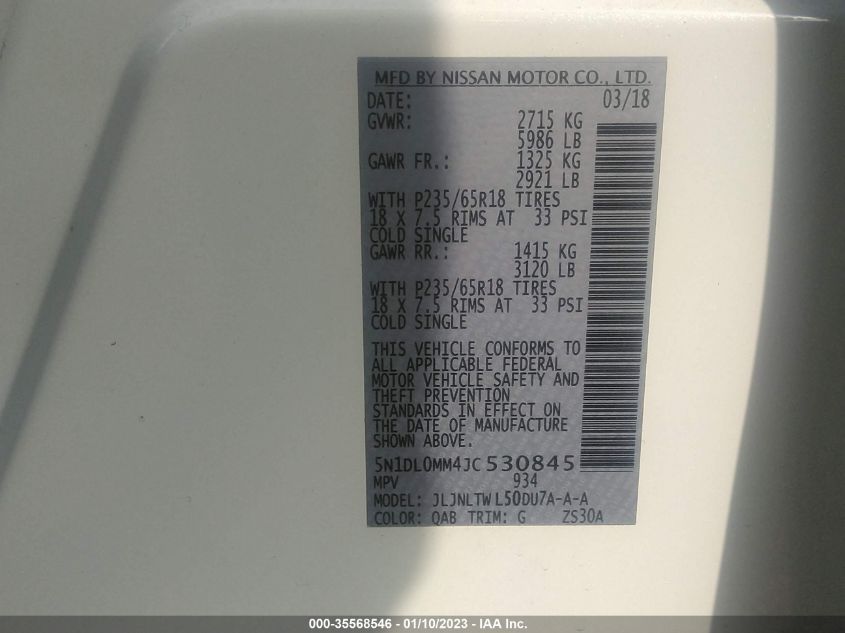 MFD BY NISSAN MOTOR CO., LTD.
DATE: 03/18
GVWR: 2715 KG
5986 LB
GAWR FR.: 1325 KG
2921 LB
WITH P235/65R18 TIRES
18 X 7.5 RIMS AT 33 PSI
COLD SINGLE
GAWR RR.: 1415 KG
3120 LB
WITH P235/65R18 TIRES
18 X 7.5 RIMS AT 33 PSI
COLD SINGLE
THIS VEHICLE CONFORMS TO
ALL APPLICABLE FEDERAL
MOTOR VEHICLE SAFETY AND
THEFT PREVENTION
STANDARDS IN EFFECT ON
THE DATE OF MANUFACTURE
SHOWN ABOVE.
5N1DL0MM4JC530845
MPV 934
MODEL: JLJNLTWL50DU7A-A-A
COLOR: QAB TRIM: G ZS30A
000-35568546 - 01/10/2023 - IAA Inc.